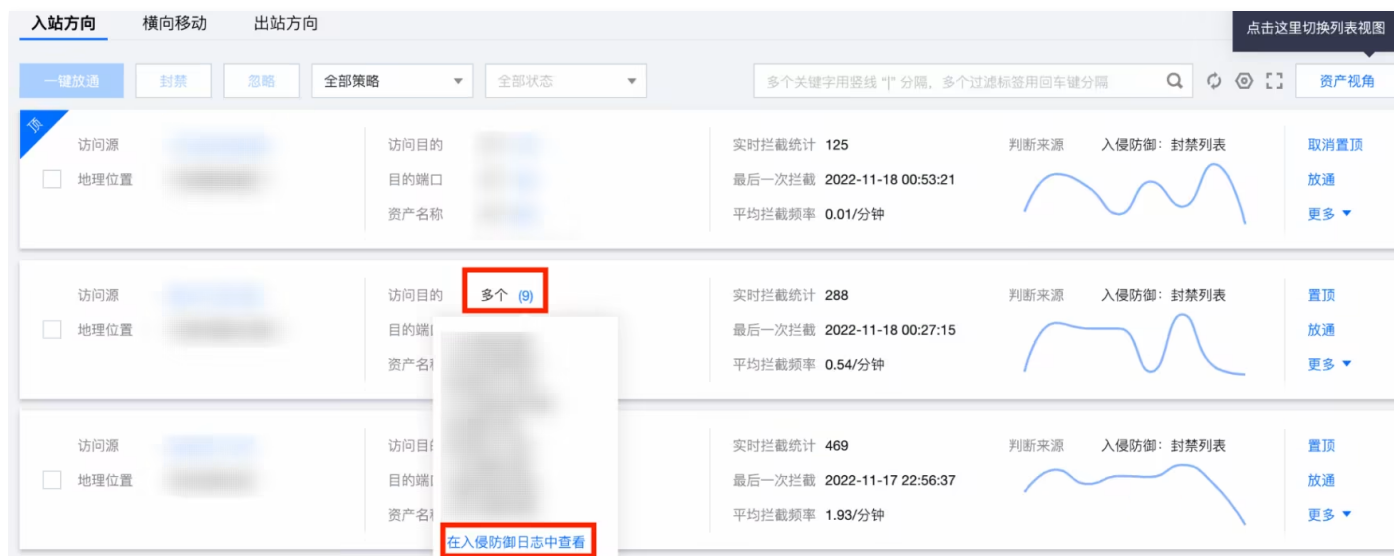 入站方向 横向移动 出站方向
点击这里切换列表视图
一键放通 封禁 忽略 全部策略 全部状态 多个关键字用竖线 "|" 分隔，多个过滤标签用回车键分隔 资产视角
顶
访问源 访问目的 实时拦截统计 125 判断来源 入侵防御：封禁列表 取消置顶
地理位置 目的端口 最后一次拦截 2022-11-18 00:53:21 放通
资产名称 平均拦截频率 0.01/分钟 更多
访问源 访问目的 多个 (9) 实时拦截统计 288 判断来源 入侵防御：封禁列表 置顶
地理位置 目的端 最后一次拦截 2022-11-18 00:27:15 放通
资产名 平均拦截频率 0.54/分钟 更多
访问源 访问目 实时拦截统计 469 判断来源 入侵防御：封禁列表 置顶
地理位置 目的端 最后一次拦截 2022-11-17 22:56:37 放通
资产名 平均拦截频率 1.93/分钟 更多
在入侵防御日志中查看